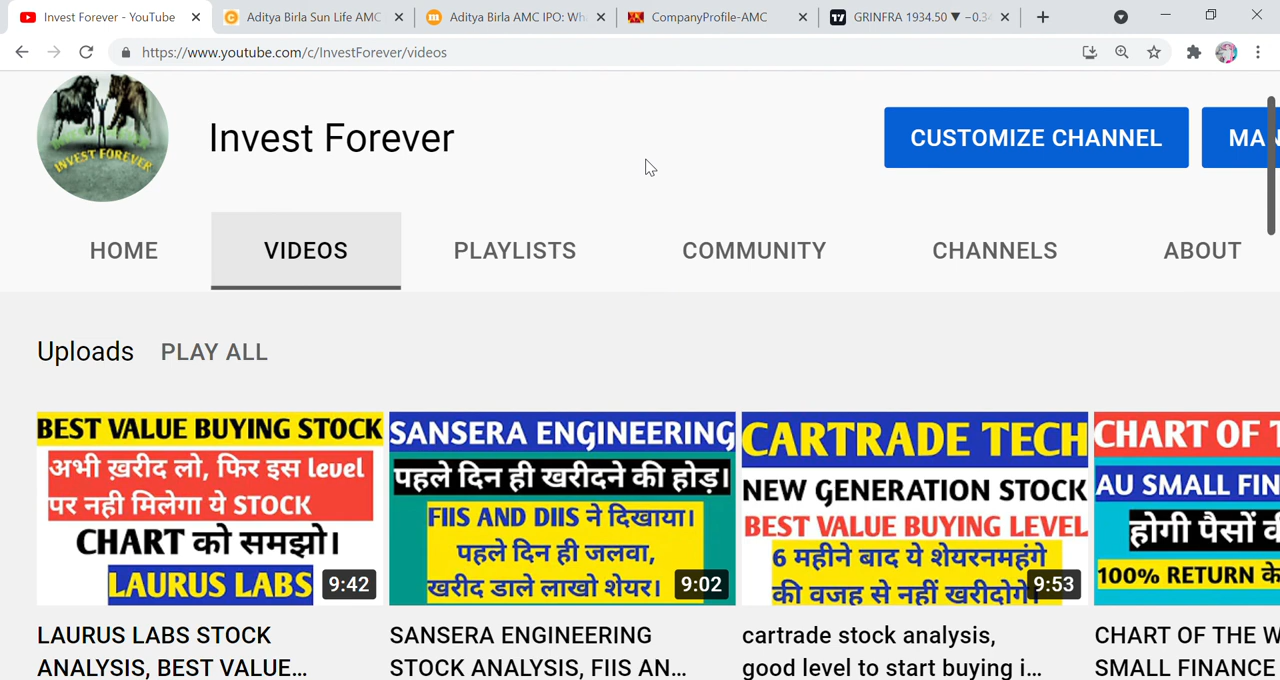 Invest Forever - YouTube
Aditya Birla Sun Life AMC
Aditya Birla AMC IPO: Wh
CompanyProfile-AMC
GRINFRA 1934.50 ▼ −0.3
https://www.youtube.com/c/InvestForever/videos
INVEST FOREVER
Invest Forever
CUSTOMIZE CHANNEL
MAN
HOME
VIDEOS
PLAYLISTS
COMMUNITY
CHANNELS
ABOUT
Uploads
PLAY ALL
BEST VALUE BUYING STOCK
अभी ख़रीद लो, फिर इस level
पर नही मिलेगा ये STOCK
CHART को समझो।
LAURUS LABS
9:42
SANSERA ENGINEERING
पहले दिन ही खरीदने की होड़।
FIIS AND DIIS ने दिखाया।
पहले दिन ही जलवा,
खरीद डाले लाखो शेयर।
9:02
CARTRADE TECH
NEW GENERATION STOCK
BEST VALUE BUYING LEVEL
6 महीने बाद ये शेयरनमहंगे
की वजह से नहीं खरीदोगे।
9:53
CHART OF T
AU SMALL FIN
होगी पैसों क
100% RETURN के
LAURUS LABS STOCK
ANALYSIS, BEST VALUE...
SANSERA ENGINEERING
STOCK ANALYSIS, FIIS AN...
cartrade stock analysis,
good level to start buying i...
CHART OF THE W
SMALL FINANCE